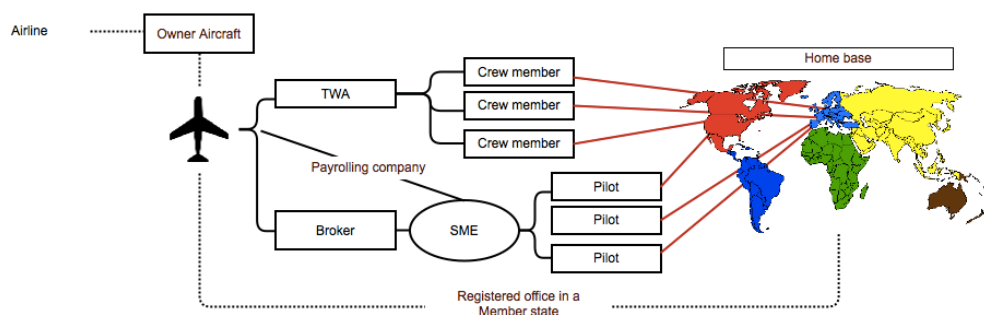 Airline
Owner Aircraft
Home base
TWA
Crew member
Crew member
Crew member
Payrolling company
Broker
SME
Pilot
Pilot
Pilot
Registered office in a
Member state